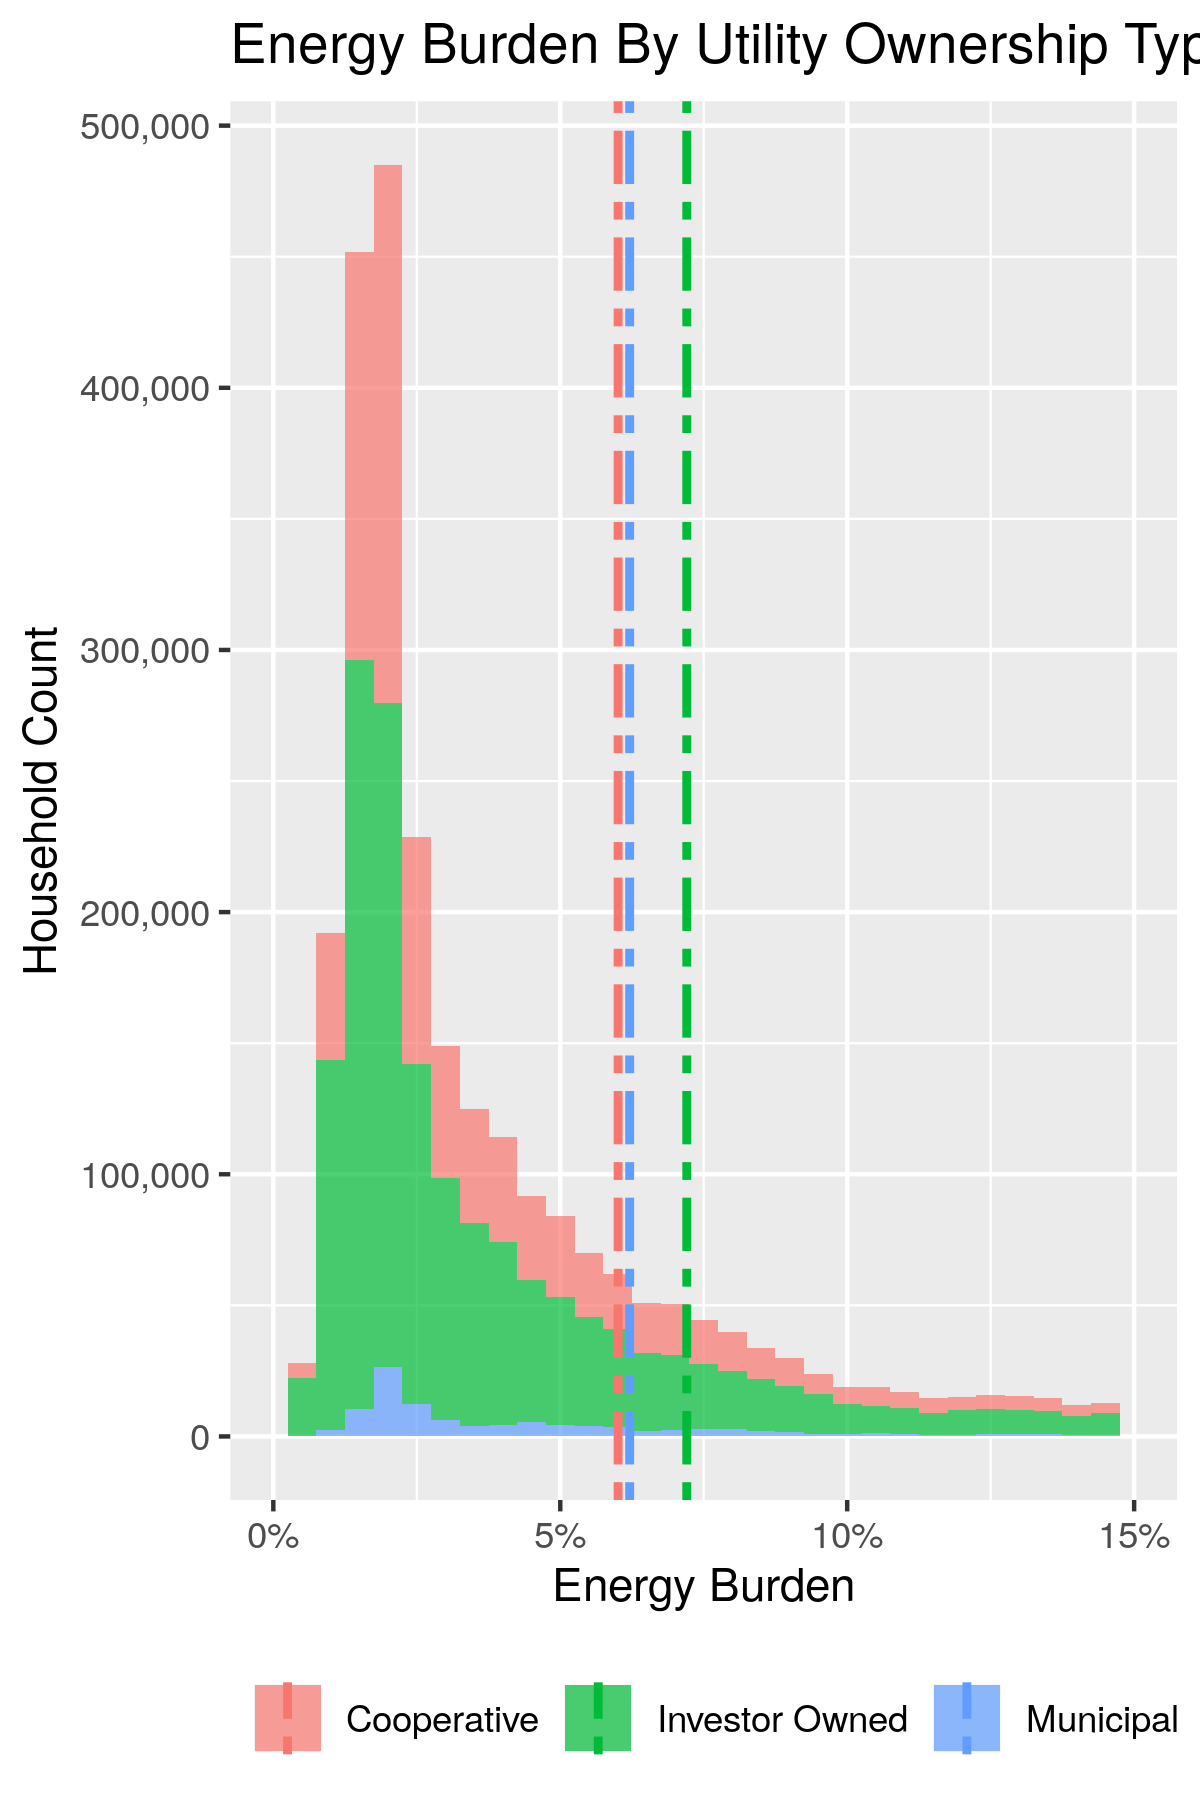 Energy Burden By Utility Ownership Typ
500,000
400,000
300,000
200,000
100,000
0
Household Count
0% 5% 10% 15%
Energy Burden
Cooperative Investor Owned Municipal